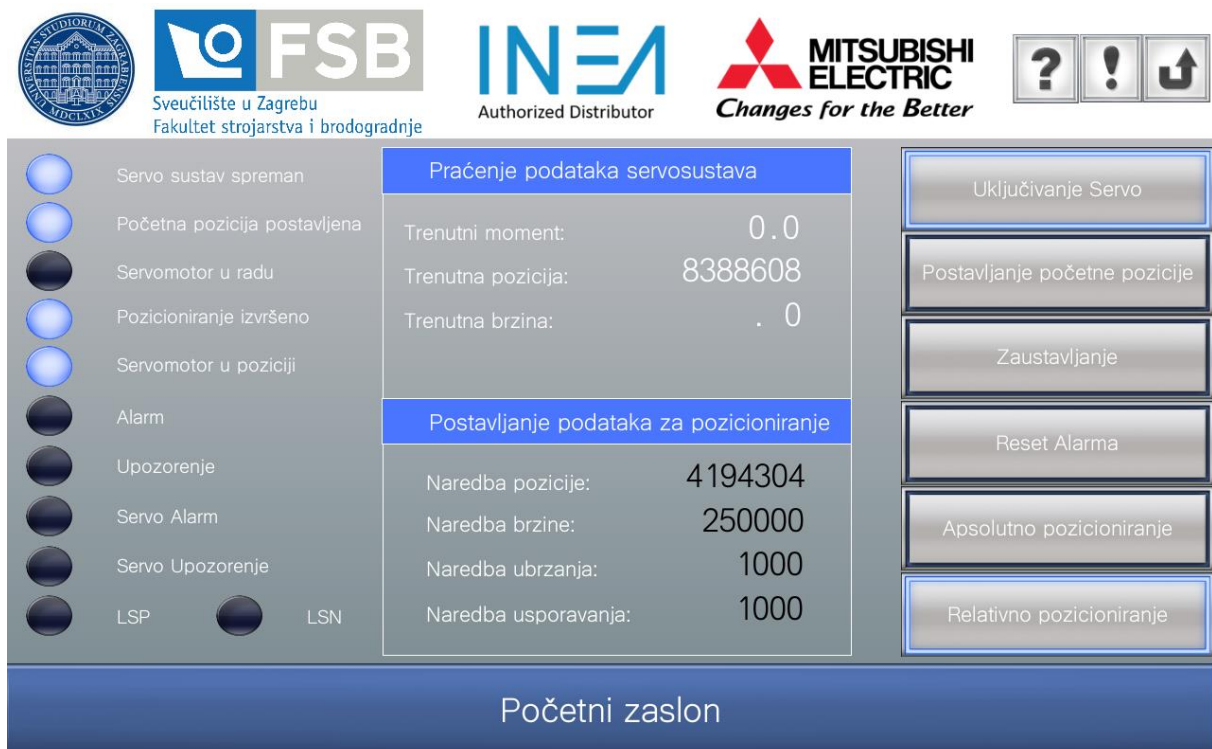 STUDIORUM ZAGRABIENSIS
UNIVERSITAS
MDCLXIX
FSB
Sveučilište u Zagrebu
Fakultet strojarstva i brodogradnje
INEA
Authorized Distributor
MITSUBISHI
ELECTRIC
Changes for the Better
? !
Servo sustav spreman
Početna pozicija postavljena
Servomotor u radu
Pozicioniranje izvršeno
Servomotor u poziciji
Alarm
Upozorenje
Servo Alarm
Servo Upozorenje
LSP LSN
Praćenje podataka servosustava
Trenutni moment: 0.0
Trenutna pozicija: 8388608
Trenutna brzina: . 0
Postavljanje podataka za pozicioniranje
Naredba pozicije: 4194304
Naredba brzine: 250000
Naredba ubrzanja: 1000
Naredba usporavanja: 1000
Uključivanje Servo
Postavljanje početne pozicije
Zaustavljanje
Reset Alarma
Apsolutno pozicioniranje
Relativno pozicioniranje
Početni zaslon